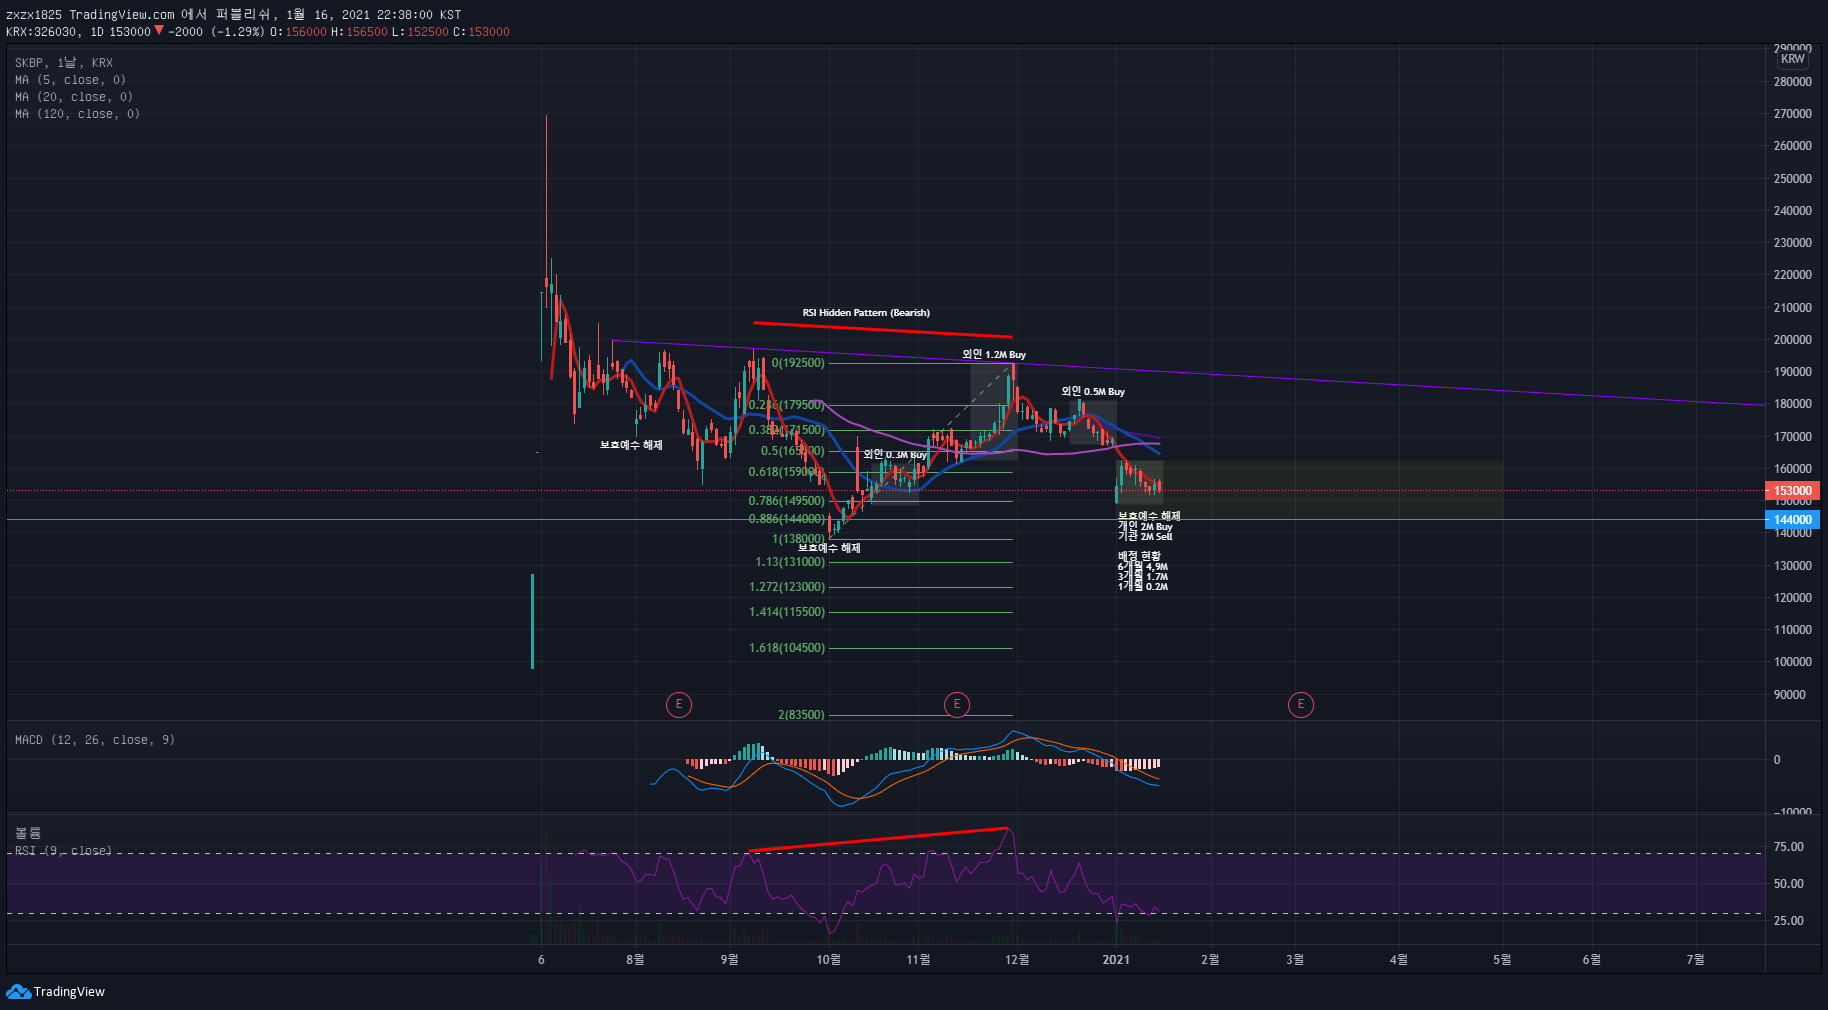 zxzx1825 TradingView.com 에서 퍼블리쉬, 1월 16, 2021 22:38:00 KST
KRX:326030, 1D 153000 ▼ −2000 (−1.29%) O:156000 H:156500 L:152500 C:153000
SKBP, 1날, KRX
MA (5, close, 0)
MA (20, close, 0)
MA (120, close, 0)
290000
KRW
280000
270000
260000
250000
240000
230000
220000
210000
200000
190000
180000
170000
160000
153000
150000
144000
140000
130000
120000
110000
100000
90000
RSI Hidden Pattern (Bearish)
외인 1.2M Buy
0(192500)
외인 0.5M Buy
0.236(179500)
0.382(171500)
보호예수 해제
0.5(165500)
외인 0.3M Buy
0.618(159000)
0.786(149500)
0.886(144000)
1(138000)
보호예수 해제
보호예수 해제
개인 2M Buy
기관 2M Sell
배정 현황
6개월 4.9M
3개월 1.7M
1개월 0.2M
1.13(131000)
1.272(123000)
1.414(115500)
1.618(104500)
2(83500)
E
E
E
MACD (12, 26, close, 9)
0
−10000
볼륨
RSI (9, close)
75.00
50.00
25.00
6 8월 9월 10월 11월 12월 2021 2월 3월 4월 5월 6월 7월
TradingView